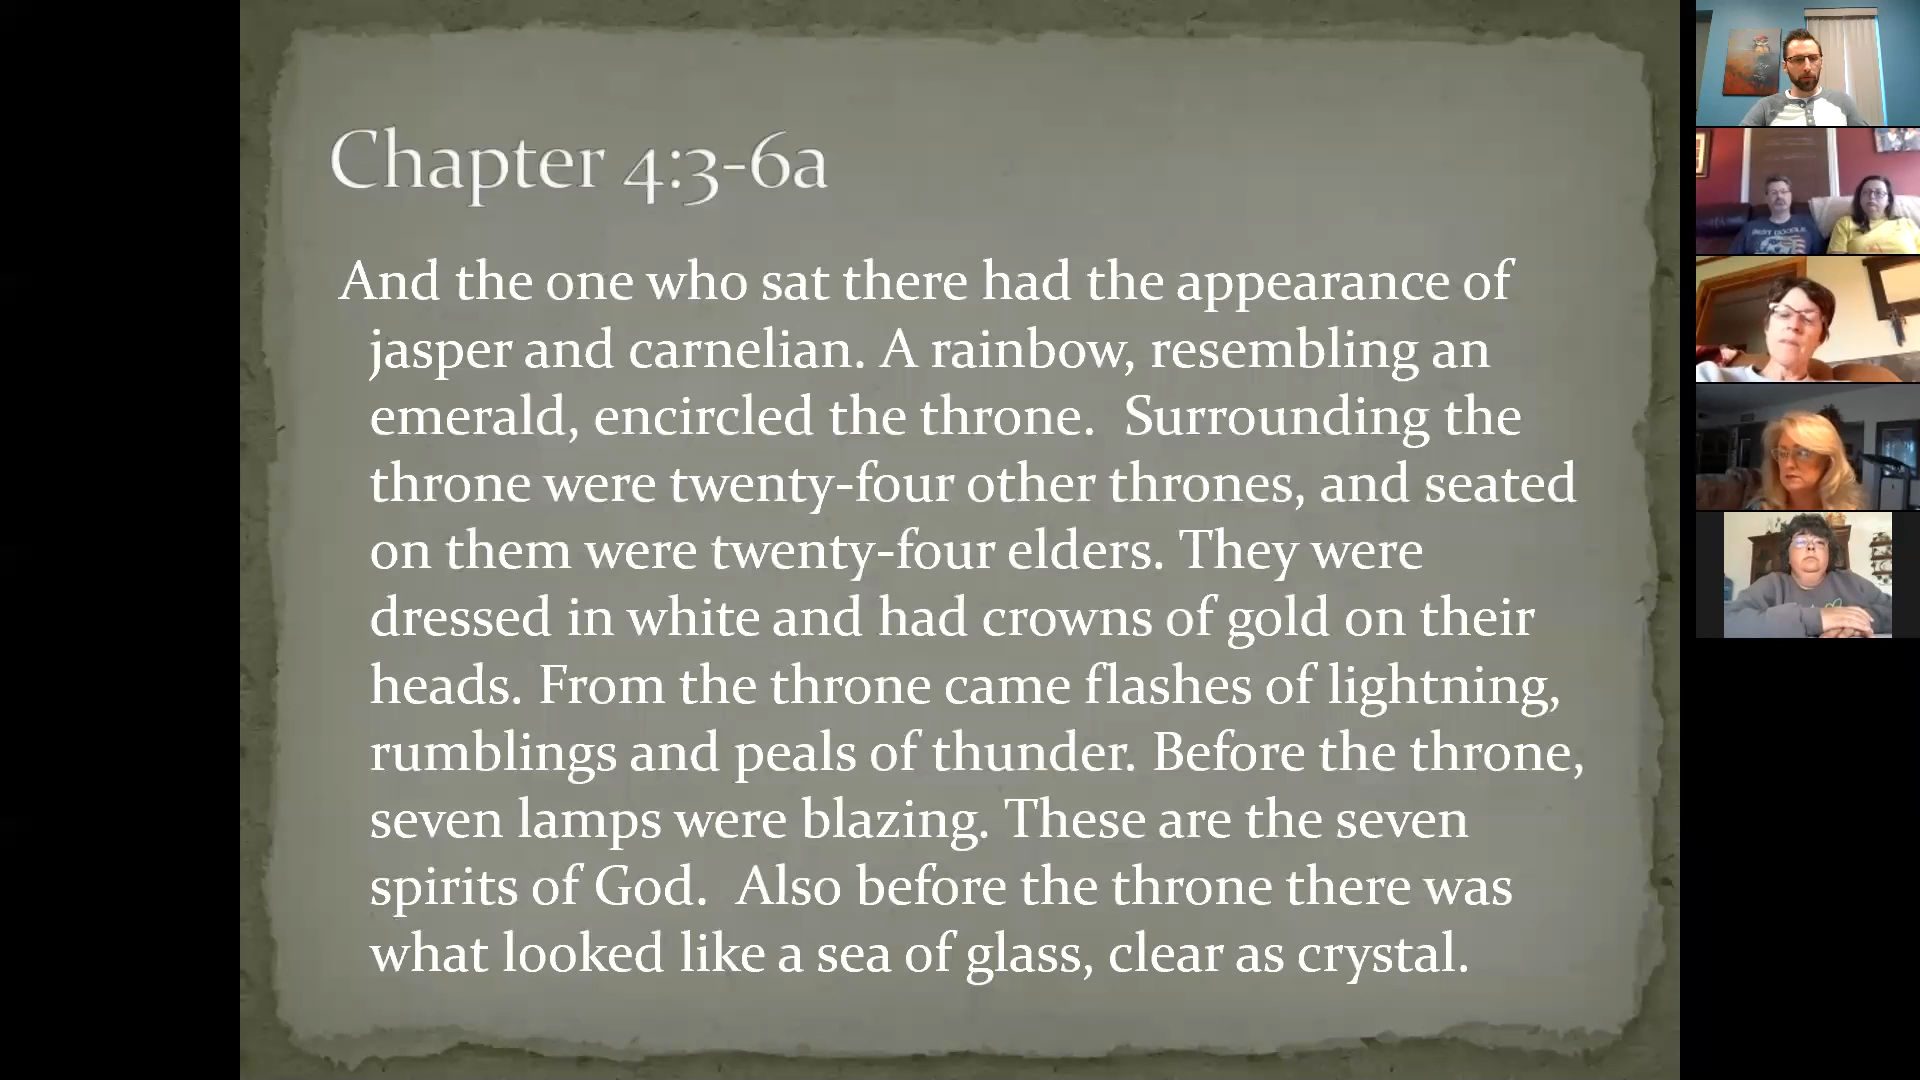 Chapter 4:3-6a
And the one who sat there had the appearance of
jasper and carnelian. A rainbow, resembling an
emerald, encircled the throne.  Surrounding the
throne were twenty-four other thrones, and seated
on them were twenty-four elders. They were
dressed in white and had crowns of gold on their
heads. From the throne came flashes of lightning,
rumblings and peals of thunder. Before the throne,
seven lamps were blazing. These are the seven
spirits of God.  Also before the throne there was
what looked like a sea of glass, clear as crystal.